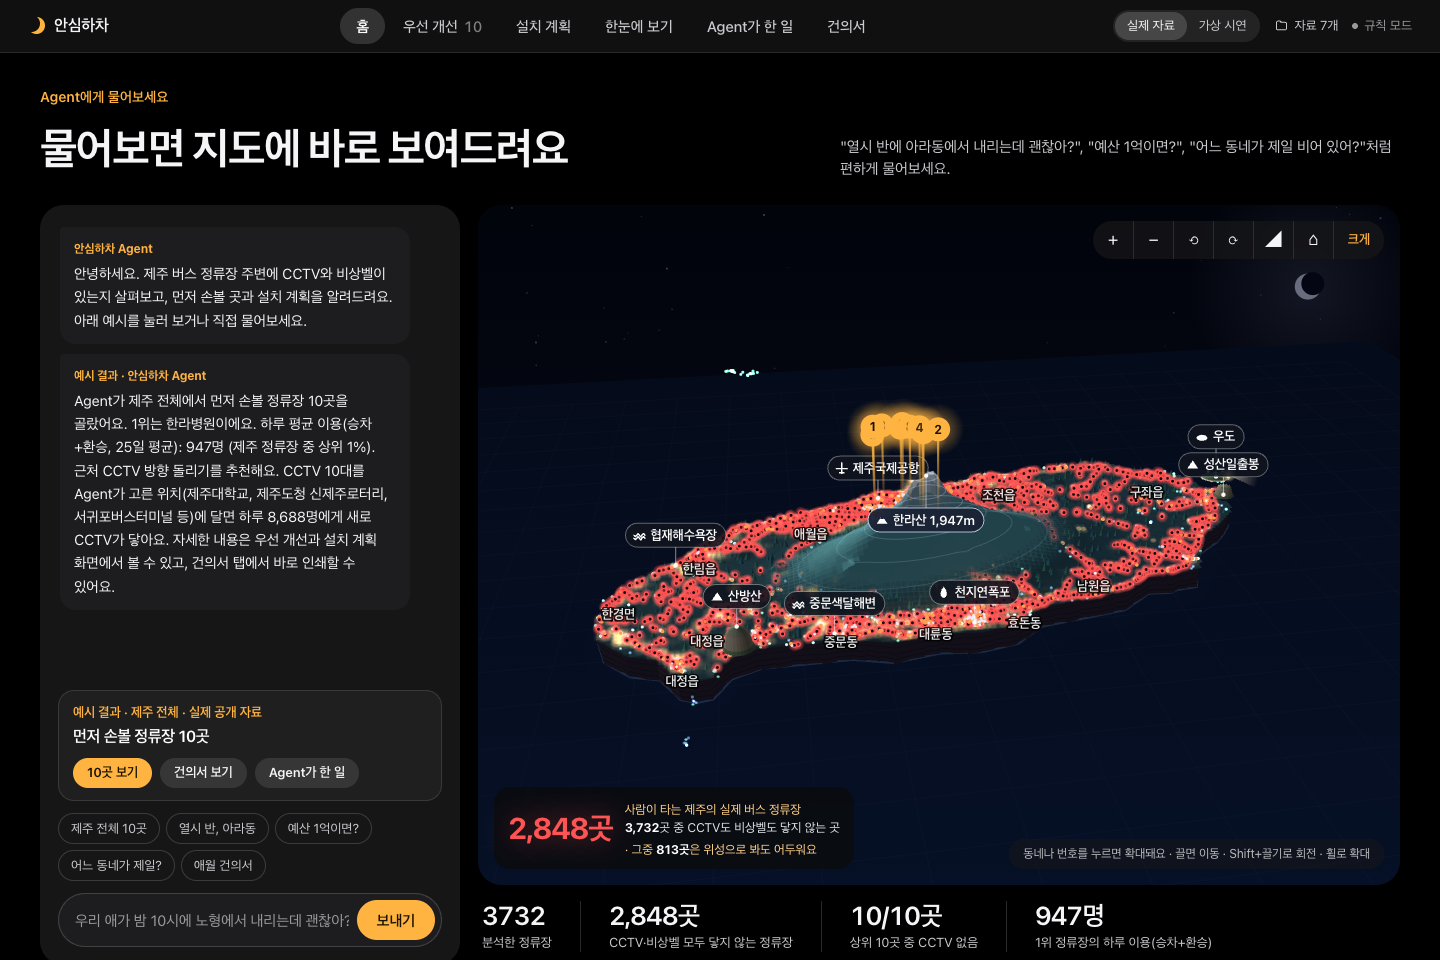 안심하차
홈
우선 개선 10
설치 계획
한눈에 보기
Agent가 한 일
건의서
실제 자료
가상 시연
자료 7개
규칙 모드
Agent에게 물어보세요
물어보면 지도에 바로 보여드려요
"열시 반에 아라동에서 내리는데 괜찮아?", "예산 1억이면?", "어느 동네가 제일 비어 있어?"처럼
편하게 물어보세요.
안심하차 Agent
안녕하세요. 제주 버스 정류장 주변에 CCTV와 비상벨이
있는지 살펴보고, 먼저 손볼 곳과 설치 계획을 알려드려요.
아래 예시를 눌러 보거나 직접 물어보세요.
예시 결과 · 안심하차 Agent
Agent가 제주 전체에서 먼저 손볼 정류장 10곳을
골랐어요. 1위는 한라병원이에요. 하루 평균 이용(승차
+환승, 25일 평균): 947명 (제주 정류장 중 상위 1%).
근처 CCTV 방향 돌리기를 추천해요. CCTV 10대를
Agent가 고른 위치(제주대학교, 제주도청 신제주로터리,
서귀포버스터미널 등)에 달면 하루 8,688명에게 새로
CCTV가 닿아요. 자세한 내용은 우선 개선과 설치 계획
화면에서 볼 수 있고, 건의서 탭에서 바로 인쇄할 수
있어요.
예시 결과 · 제주 전체 · 실제 공개 자료
먼저 손볼 정류장 10곳
10곳 보기
건의서 보기
Agent가 한 일
제주 전체 10곳
열시 반, 아라동
예산 1억이면?
어느 동네가 제일?
애월 건의서
우리 애가 밤 10시에 노형에서 내리는데 괜찮아?
보내기
+
−
크게
1
4
2
우도
성산일출봉
제주국제공항
조천읍
구좌읍
한라산 1,947m
협재해수욕장
애월읍
한림읍
산방산
중문색달해변
천지연폭포
남원읍
한경면
대정읍
중문동
대륜동
효돈동
대정읍
2,848곳
사람이 타는 제주의 실제 버스 정류장
3,732곳 중 CCTV도 비상벨도 닿지 않는 곳
· 그중 813곳은 위성으로 봐도 어두워요
동네나 번호를 누르면 확대돼요 · 끌면 이동 · Shift+끌기로 회전 · 휠로 확대
3732
분석한 정류장
2,848곳
CCTV·비상벨 모두 닿지 않는 정류장
10/10곳
상위 10곳 중 CCTV 없음
947명
1위 정류장의 하루 이용(승차+환승)